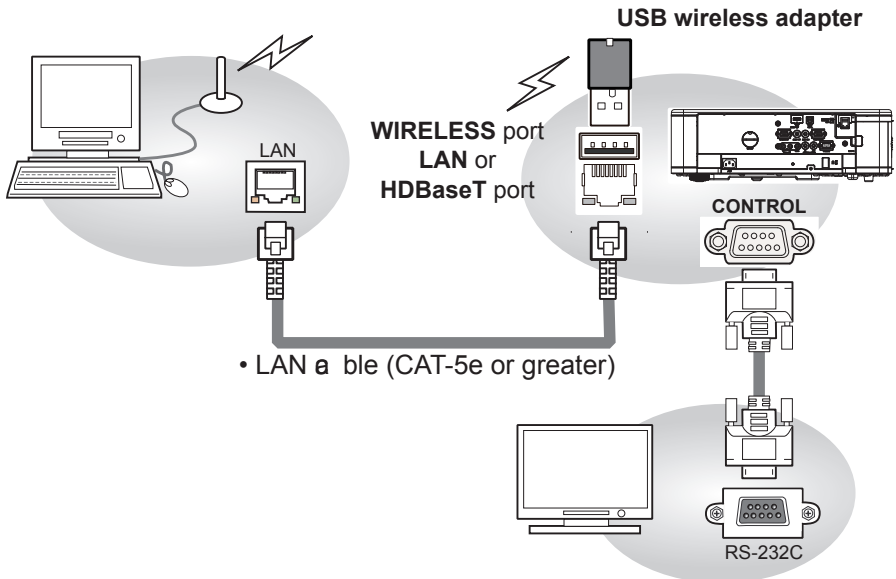 USB wireless adapter
WIRELESS port
LAN or
HDBaseT port
LAN
CONTROL
• LAN a ble (CAT-5e or greater)
RS-232C